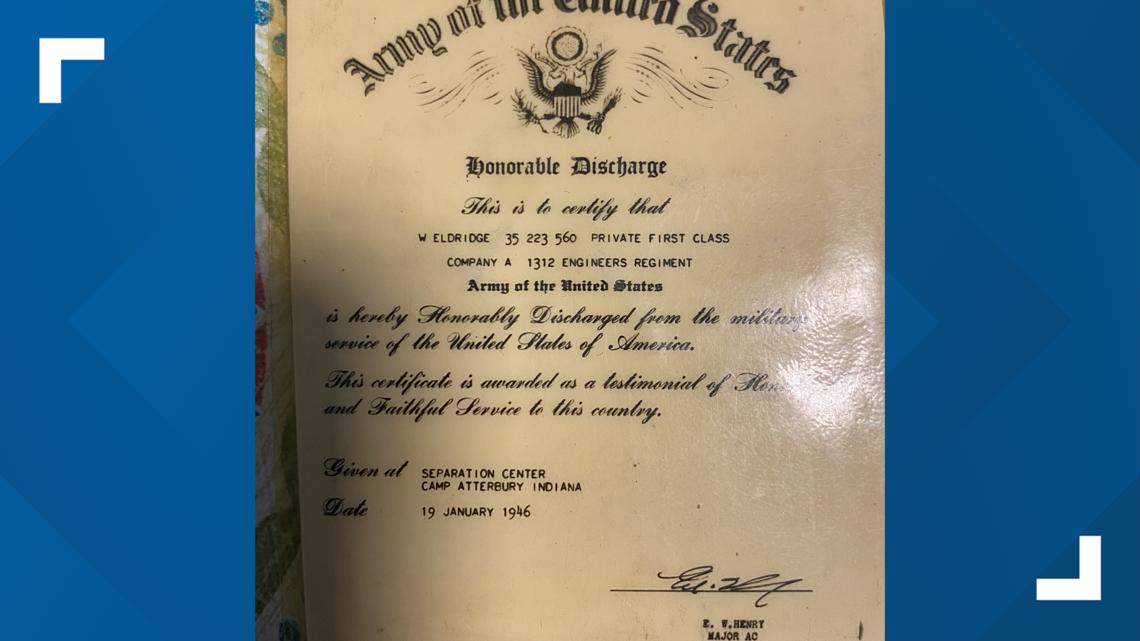 Army of the United States
Honorable Discharge
This is to certify that
W ELDRIDGE 35 223 560 PRIVATE FIRST CLASS
COMPANY A 1312 ENGINEERS REGIMENT
Army of the United States
is hereby Honorably Discharged from the military
service of the United States of America.
This certificate is awarded as a testimonial of
and Faithful Service to this country.
Given at SEPARATION CENTER
CAMP ATTERBURY INDIANA
Date 19 JANUARY 1946
E. W. HENRY
MAJOR AC